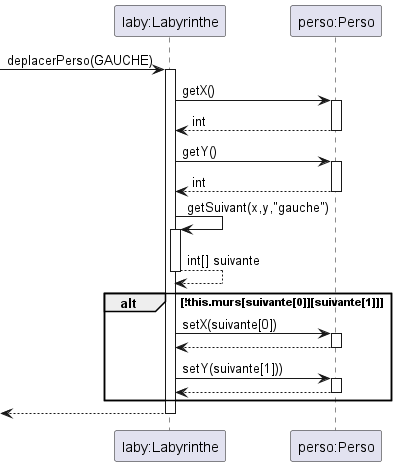 laby:Labyrinthe perso:Perso
deplacerPerso(GAUCHE)
getX()
int
getY()
int
getSuivant(x,y,"gauche")
int[] suivante
alt [!this.murs[suivante[0]][suivante[1]]]
setX(suivante[0])
setY(suivante[1]))
laby:Labyrinthe perso:Perso